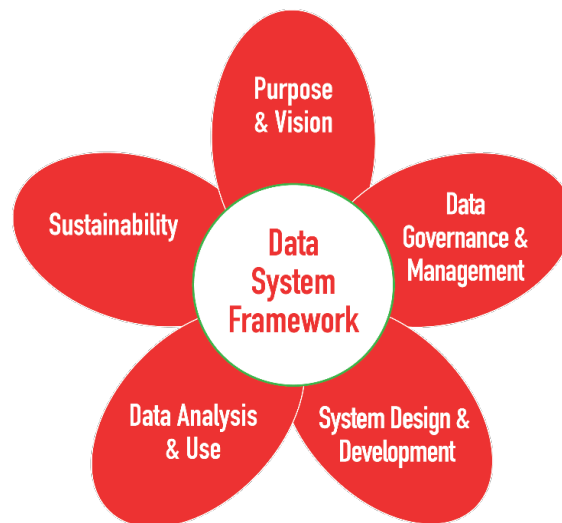 Purpose
& Vision
Data
Governance &
Management
System Design &
Development
Data Analysis
& Use
Sustainability
Data
System
Framework